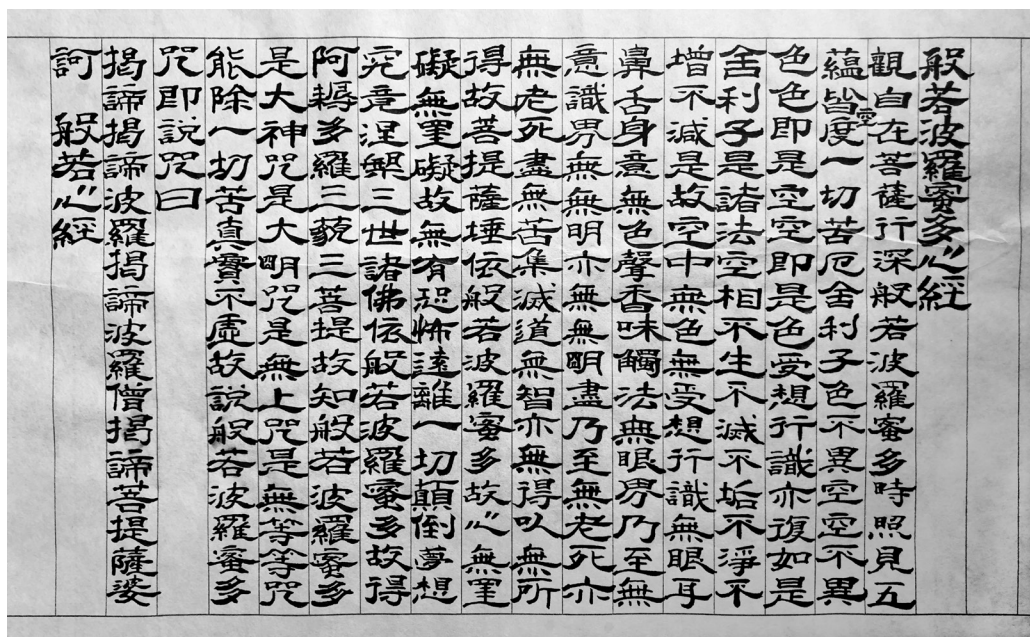 般若波羅蜜多心經
觀自在菩薩行深般若波羅蜜多時照見五
蘊皆空度一切苦厄舍利子色不異空空不異
色色即是空空即是色受想行識亦復如是
舍利子是諸法空相不生不滅不垢不淨不
增不減是故空中無色無受想行識無眼耳
鼻舌身意無色聲香味觸法無眼界乃至無
意識界無無明亦無無明盡乃至無老死亦
無老死盡無苦集滅道無智亦無得以無所
得故菩提薩埵依般若波羅蜜多故心無罣
礙無罣礙故無有恐怖遠離一切顛倒夢想
究竟涅槃三世諸佛依般若波羅蜜多故得
阿耨多羅三藐三菩提故知般若波羅蜜多
是大神咒是大明咒是無上咒是無等等咒
能除一切苦真實不虛故說般若波羅蜜多
咒即說咒曰
揭諦揭諦波羅揭諦波羅僧揭諦菩提薩婆
訶 般若心經